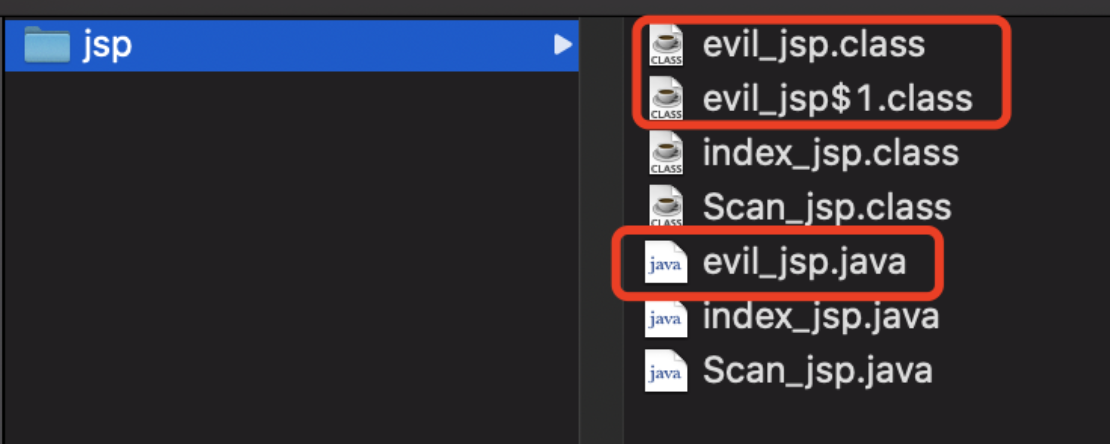 jsp
evil_jsp.class
evil_jsp$1.class
index_jsp.class
Scan_jsp.class
evil_jsp.java
index_jsp.java
Scan_jsp.java
CLASS
CLASS
CLASS
CLASS
java
java
java